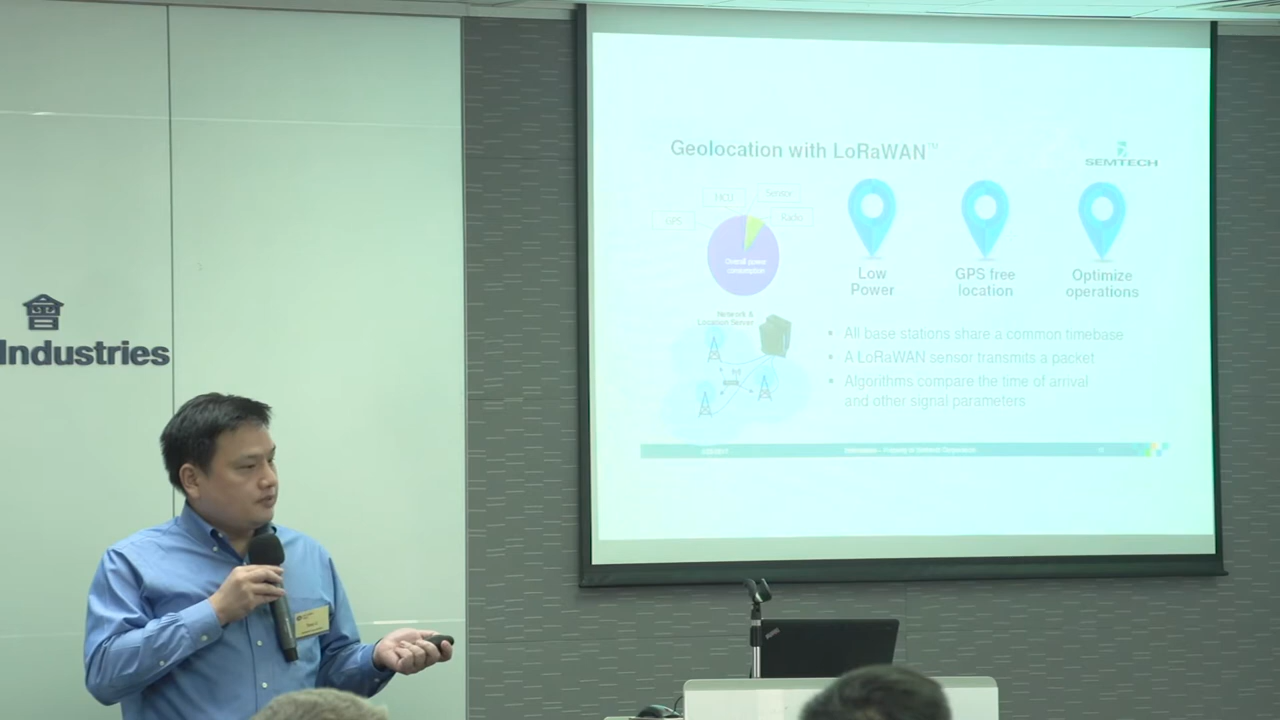 Industries
Geolocation with LoRaWAN™
SEMTECH
MCU
Sensor
GPS
Radio
Overall power
consumption
Low
Power
GPS free
location
Optimize
operations
Network &
Location Server
• All base stations share a common timebase
• A LoRaWAN sensor transmits a packet
• Algorithms compare the time of arrival
and other signal parameters